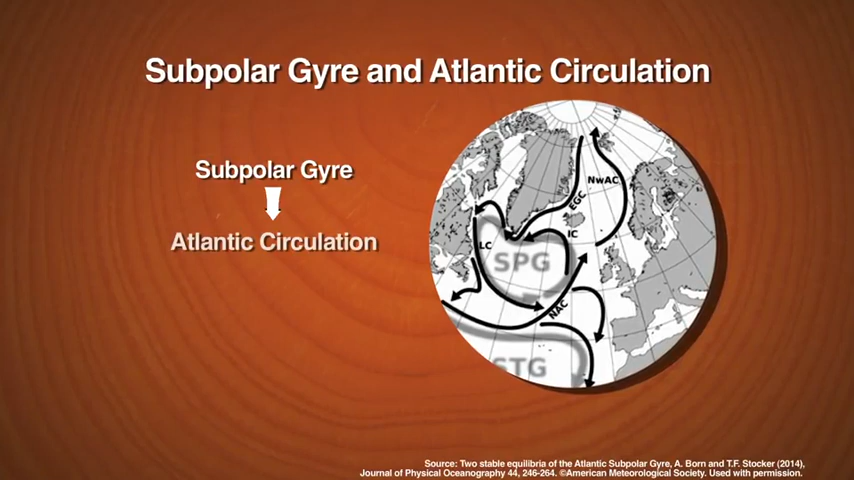 Subpolar Gyre and Atlantic Circulation
Subpolar Gyre
Atlantic Circulation
NwAC
EGC
IC
LC
SPG
NAC
STG
Source: Two stable equilibria of the Atlantic Subpolar Gyre, A. Born and T.F. Stocker (2014),
Journal of Physical Oceanography 44, 246-264. ©American Meteorological Society. Used with permission.